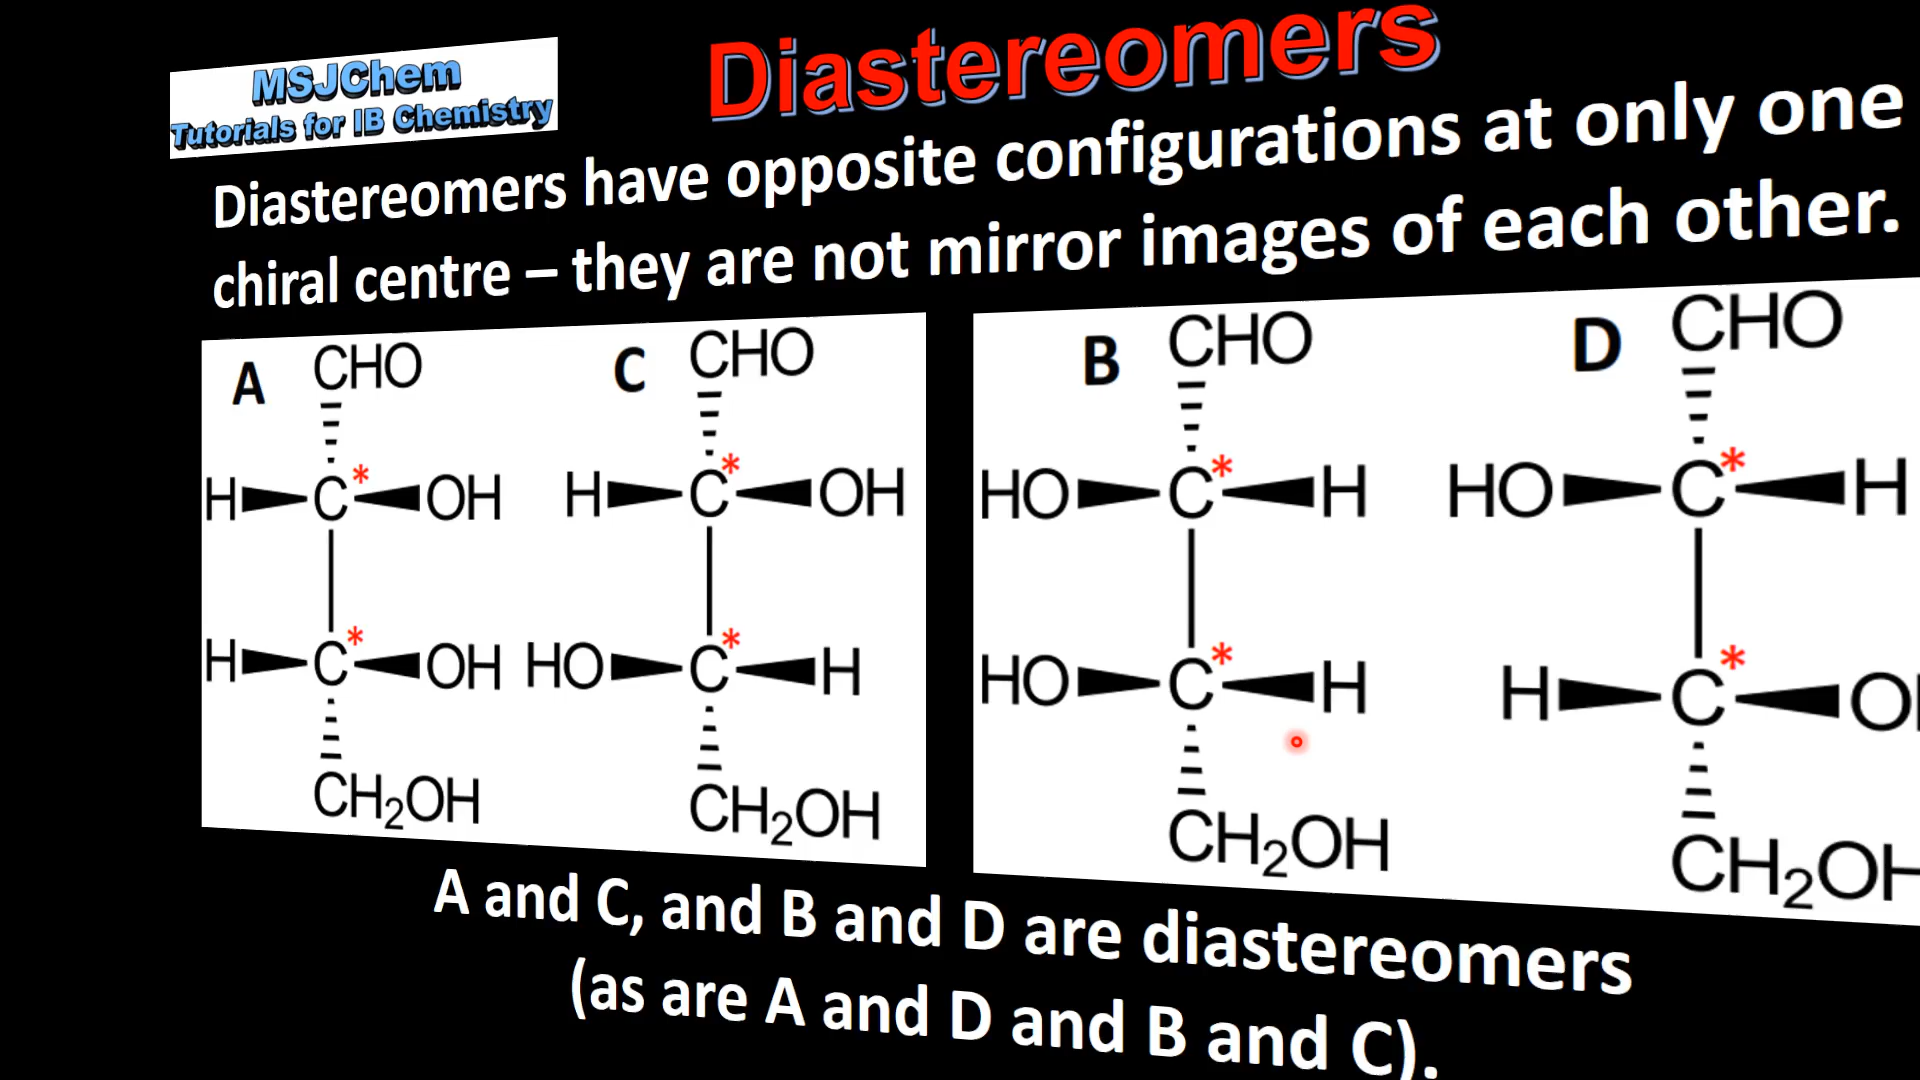 MSJChem
Tutorials for IB Chemistry
Diastereomers
Diastereomers have opposite configurations at only one
chiral centre – they are not mirror images of each other.
A CHO C CHO
H C* OH H C* OH
H C* OH HO C* H
CH₂OH CH₂OH
B CHO D CHO
HO C* H HO C* H
HO C* H H C* O
CH₂OH CH₂OH
A and C, and B and D are diastereomers
(as are A and D and B and C).